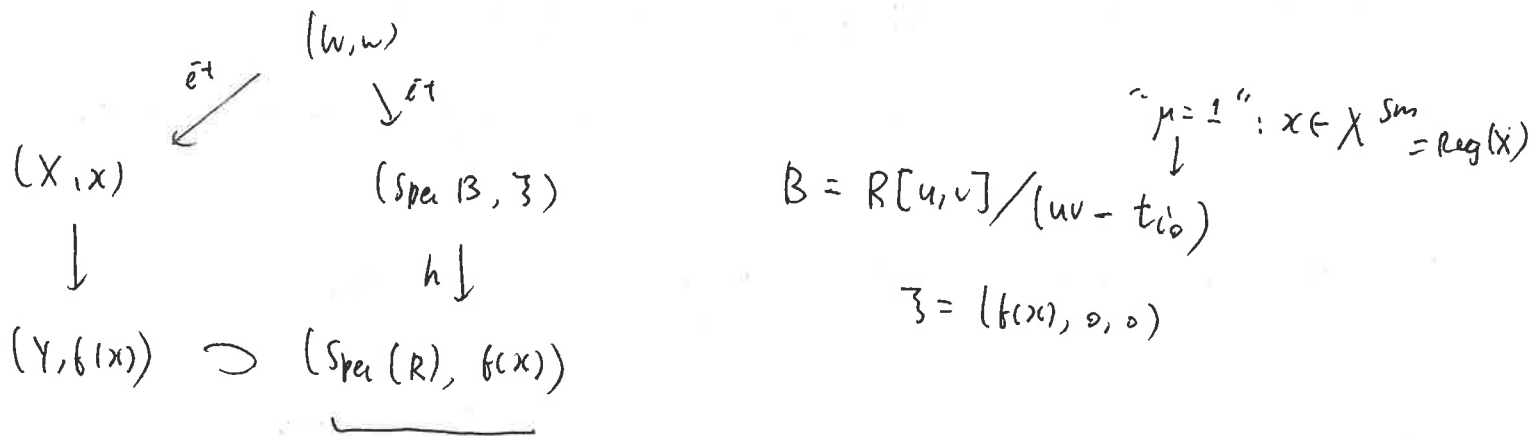 (W,w)
ét ét
"μ = 1" : x ∈ X^sm = Reg(X)
(X,x) (Spec B, ξ) B = R[u,v]/(uv - t_{i_0})
h
ξ = (f(x), 0, 0)
(Y, f(x)) ⊃ (Spec (R), f(x))